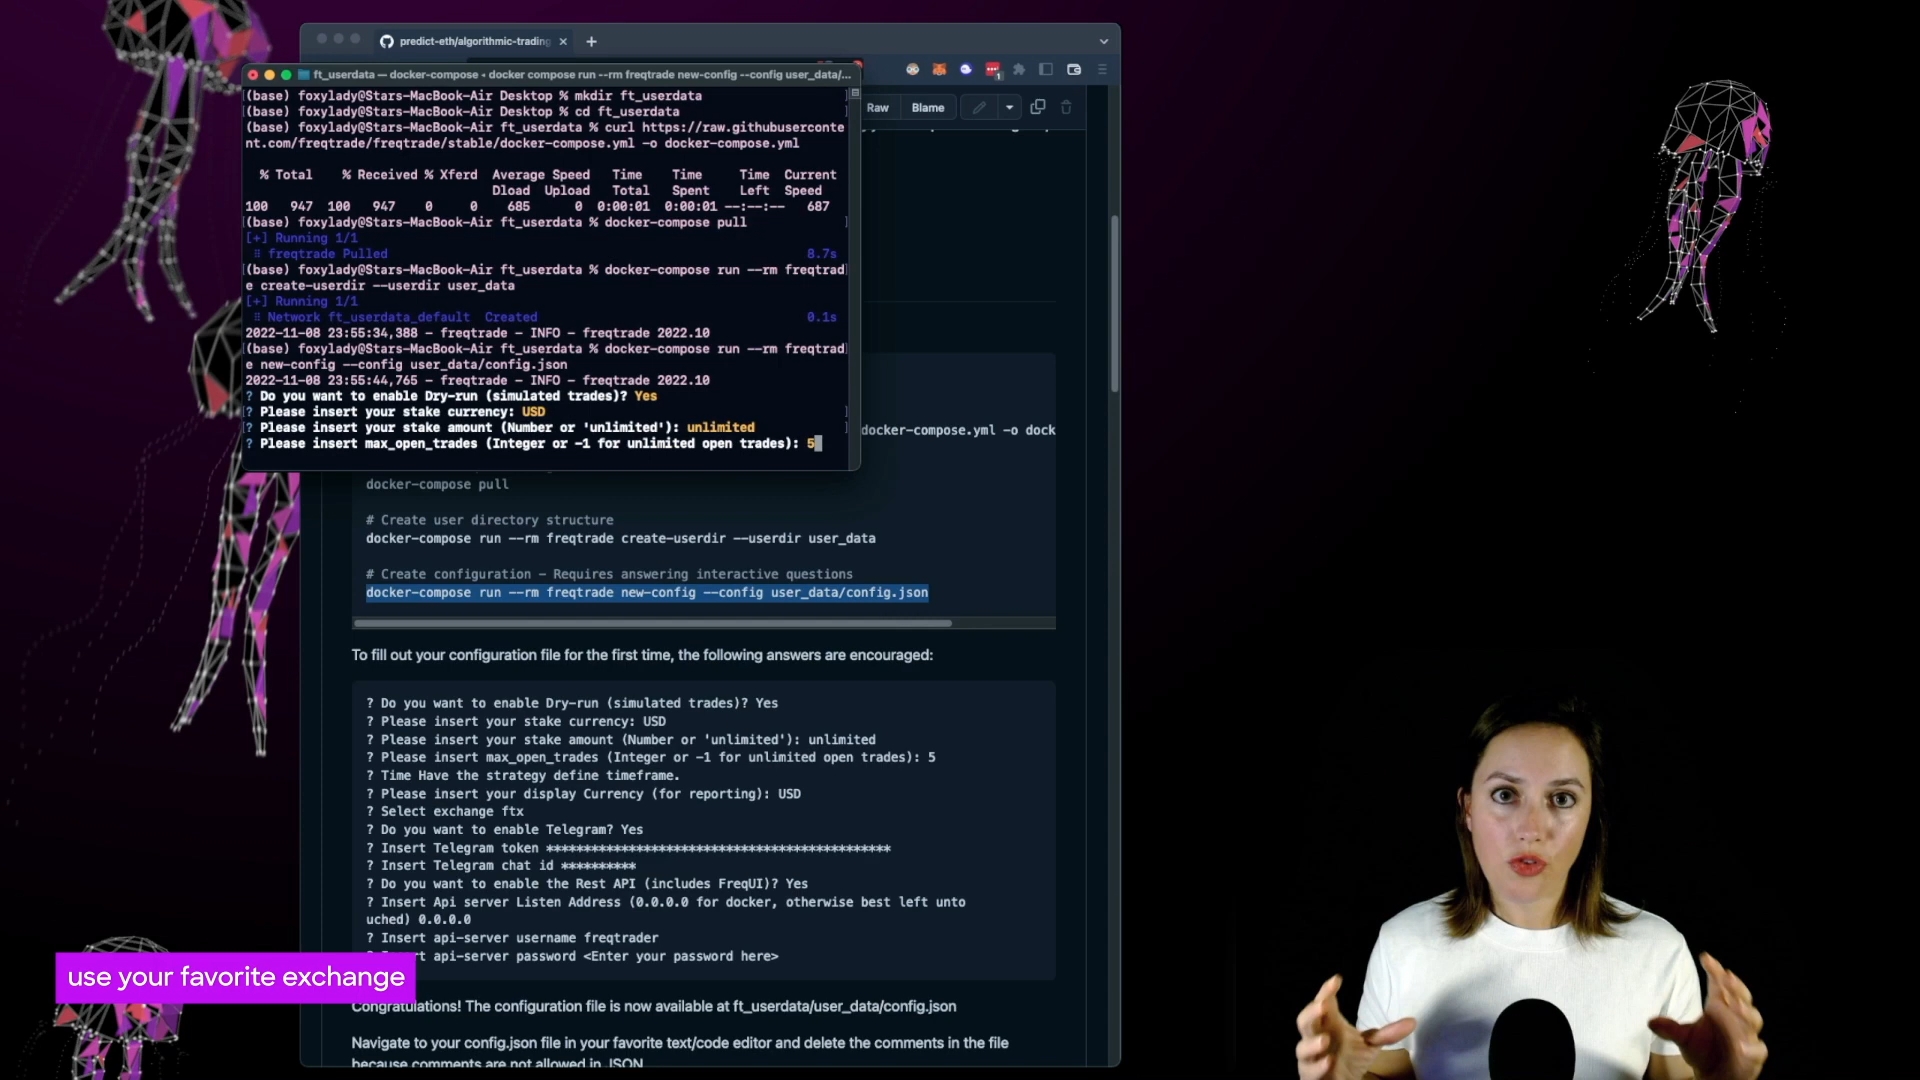 predict-eth/algorithmic-trading
ft_userdata — docker-compose ◂ docker compose run --rm freqtrade new-config --config user_data/...
(base) foxylady@Stars-MacBook-Air Desktop % mkdir ft_userdata
(base) foxylady@Stars-MacBook-Air Desktop % cd ft_userdata
(base) foxylady@Stars-MacBook-Air ft_userdata % curl https://raw.githubuserconte
nt.com/freqtrade/freqtrade/stable/docker-compose.yml -o docker-compose.yml
% Total % Received % Xferd Average Speed Time Time Time Current
Dload Upload Total Spent Left Speed
100 947 100 947 0 0 685 0 0:00:01 0:00:01 --:--:-- 687
(base) foxylady@Stars-MacBook-Air ft_userdata % docker-compose pull
[+] Running 1/1
⠿ freqtrade Pulled 8.7s
(base) foxylady@Stars-MacBook-Air ft_userdata % docker-compose run --rm freqtrad
e create-userdir --userdir user_data
[+] Running 1/1
⠿ Network ft_userdata_default Created 0.1s
2022-11-08 23:55:34,388 - freqtrade - INFO - freqtrade 2022.10
(base) foxylady@Stars-MacBook-Air ft_userdata % docker-compose run --rm freqtrad
e new-config --config user_data/config.json
2022-11-08 23:55:44,765 - freqtrade - INFO - freqtrade 2022.10
? Do you want to enable Dry-run (simulated trades)? Yes
? Please insert your stake currency: USD
? Please insert your stake amount (Number or 'unlimited'): unlimited
? Please insert max_open_trades (Integer or -1 for unlimited open trades): 5
Raw Blame
docker-compose.yml -o dock
docker-compose pull
# Create user directory structure
docker-compose run --rm freqtrade create-userdir --userdir user_data
# Create configuration - Requires answering interactive questions
docker-compose run --rm freqtrade new-config --config user_data/config.json
To fill out your configuration file for the first time, the following answers are encouraged:
? Do you want to enable Dry-run (simulated trades)? Yes
? Please insert your stake currency: USD
? Please insert your stake amount (Number or 'unlimited'): unlimited
? Please insert max_open_trades (Integer or -1 for unlimited open trades): 5
? Time Have the strategy define timeframe.
? Please insert your display Currency (for reporting): USD
? Select exchange ftx
? Do you want to enable Telegram? Yes
? Insert Telegram token **********************************************
? Insert Telegram chat id **********
? Do you want to enable the Rest API (includes FreqUI)? Yes
? Insert Api server Listen Address (0.0.0.0 for docker, otherwise best left unto
uched) 0.0.0.0
? Insert api-server username freqtrader
api-server password <Enter your password here>
use your favorite exchange
Congratulations! The configuration file is now available at ft_userdata/user_data/config.json
Navigate to your config.json file in your favorite text/code editor and delete the comments in the file
because comments are not allowed in JSON